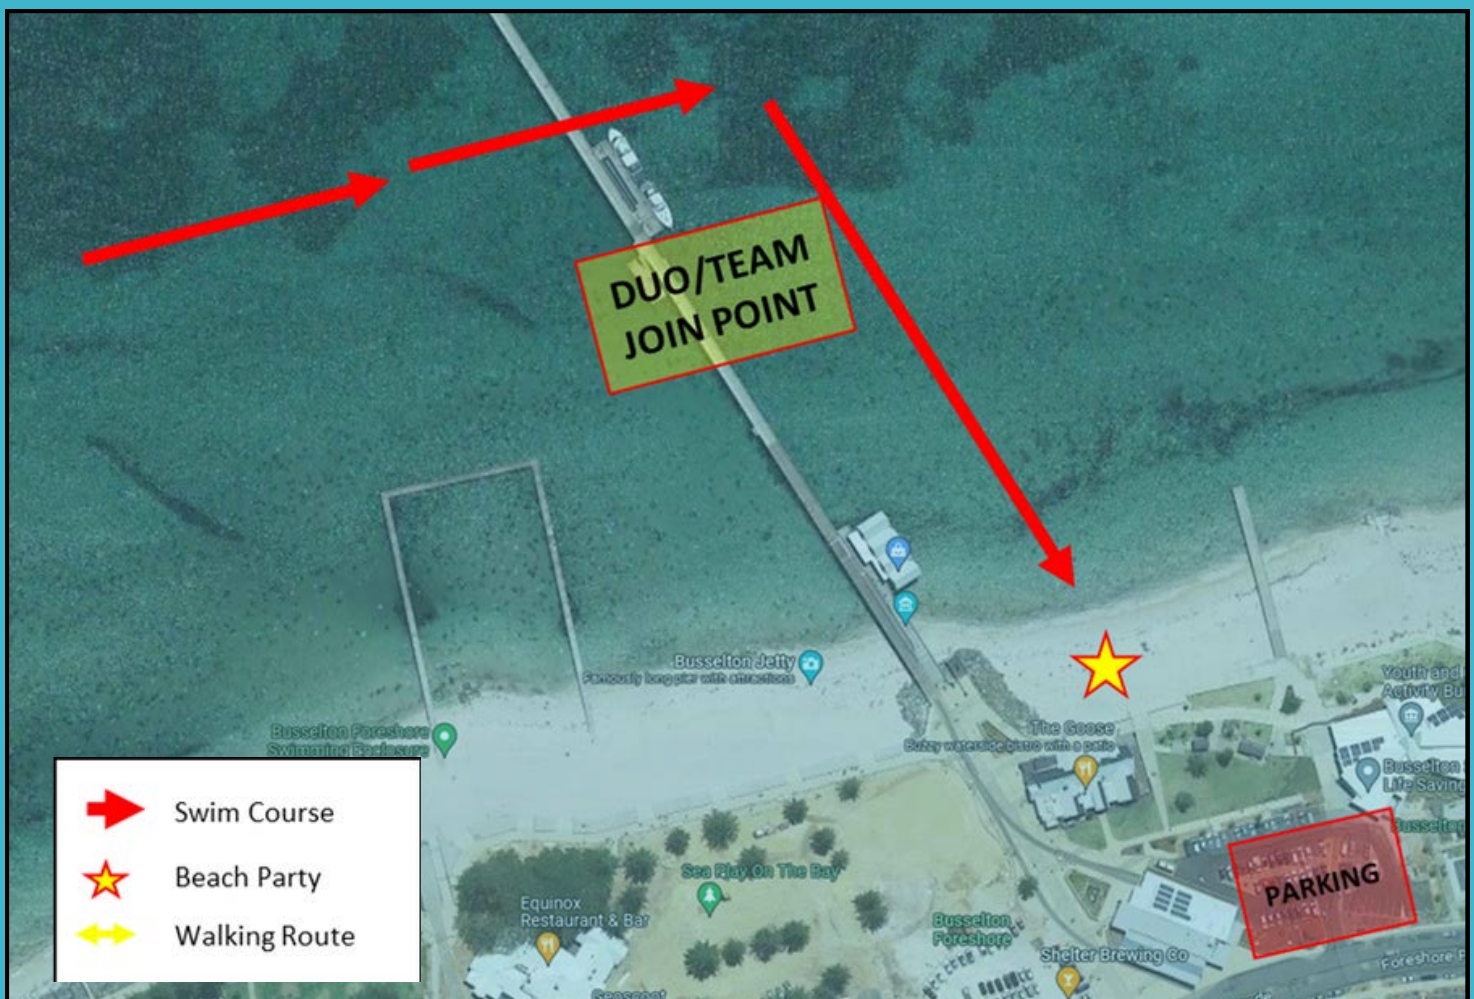 DUO/TEAM
JOIN POINT
Busselton Jetty
Famously long pier with attractions
Youth and
Activity Bu
Busselton Foreshore
Swimming Enclosure
The Goose
Buzzy waterside bistro with a patio
Busselton
Life Saving
Busselton
Swim Course
Beach Party
Walking Route
Sea Play On The Bay
PARKING
Equinox
Restaurant & Bar
Busselton
Foreshore
Shelter Brewing Co
Foreshore P